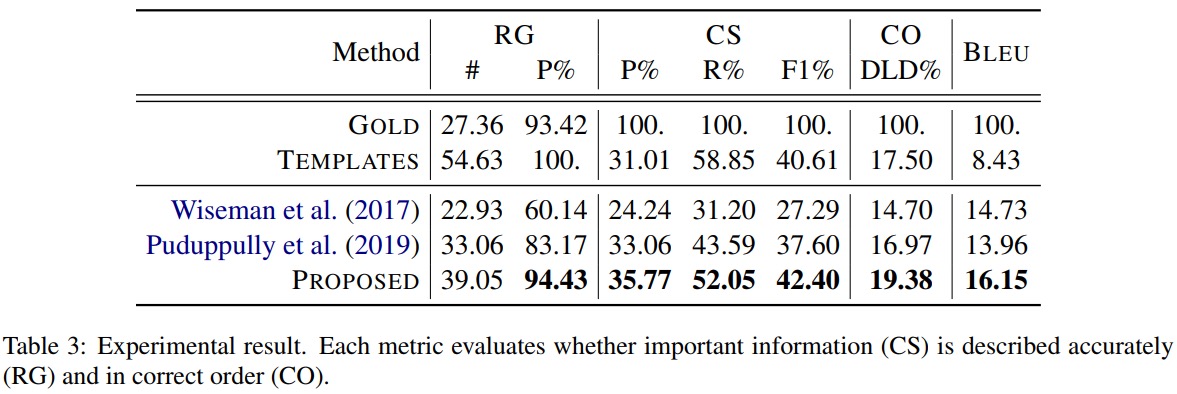 Method RG CS CO BLEU
# P% P% R% F1% DLD%
GOLD 27.36 93.42 100. 100. 100. 100. 100.
TEMPLATES 54.63 100. 31.01 58.85 40.61 17.50 8.43
Wiseman et al. (2017) 22.93 60.14 24.24 31.20 27.29 14.70 14.73
Puduppully et al. (2019) 33.06 83.17 33.06 43.59 37.60 16.97 13.96
PROPOSED 39.05 94.43 35.77 52.05 42.40 19.38 16.15
Table 3: Experimental result. Each metric evaluates whether important information (CS) is described accurately
(RG) and in correct order (CO).